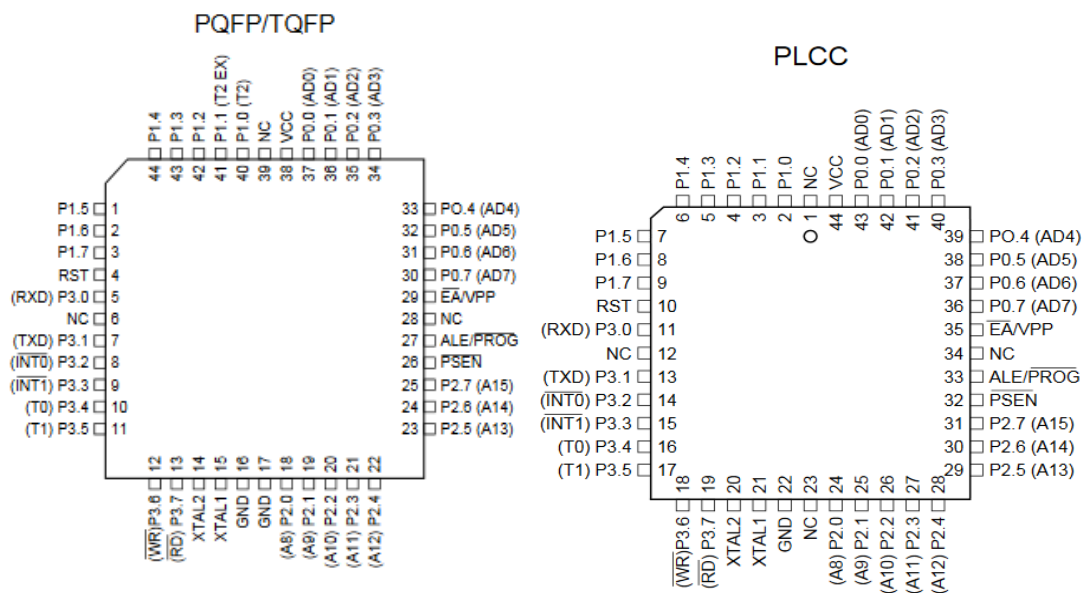 PQFP/TQFP
P1.4
P1.3
P1.2
P1.1 (T2 EX)
P1.0 (T2)
NC
VCC
P0.0 (AD0)
P0.1 (AD1)
P0.2 (AD2)
P0.3 (AD3)
44
43
42
41
40
39
38
37
36
35
34
P1.5 1
P1.6 2
P1.7 3
RST 4
(RXD) P3.0 5
NC 6
(TXD) P3.1 7
(INT0) P3.2 8
(INT1) P3.3 9
(T0) P3.4 10
(T1) P3.5 11
33 PO.4 (AD4)
32 P0.5 (AD5)
31 P0.6 (AD6)
30 P0.7 (AD7)
29 EA/VPP
28 NC
27 ALE/PROG
26 PSEN
25 P2.7 (A15)
24 P2.6 (A14)
23 P2.5 (A13)
12
13
14
15
16
17
18
19
20
21
22
(WR)P3.6
(RD) P3.7
XTAL2
XTAL1
GND
GND
(A8) P2.0
(A9) P2.1
(A10) P2.2
(A11) P2.3
(A12) P2.4
PLCC
P1.4
P1.3
P1.2
P1.1
P1.0
NC
VCC
P0.0 (AD0)
P0.1 (AD1)
P0.2 (AD2)
P0.3 (AD3)
6
5
4
3
2
1
44
43
42
41
40
P1.5 7
P1.6 8
P1.7 9
RST 10
(RXD) P3.0 11
NC 12
(TXD) P3.1 13
(INT0) P3.2 14
(INT1) P3.3 15
(T0) P3.4 16
(T1) P3.5 17
39 PO.4 (AD4)
38 P0.5 (AD5)
37 P0.6 (AD6)
36 P0.7 (AD7)
35 EA/VPP
34 NC
33 ALE/PROG
32 PSEN
31 P2.7 (A15)
30 P2.6 (A14)
29 P2.5 (A13)
18
19
20
21
22
23
24
25
26
27
28
(WR)P3.6
(RD) P3.7
XTAL2
XTAL1
GND
NC
(A8) P2.0
(A9) P2.1
(A10) P2.2
(A11) P2.3
(A12) P2.4